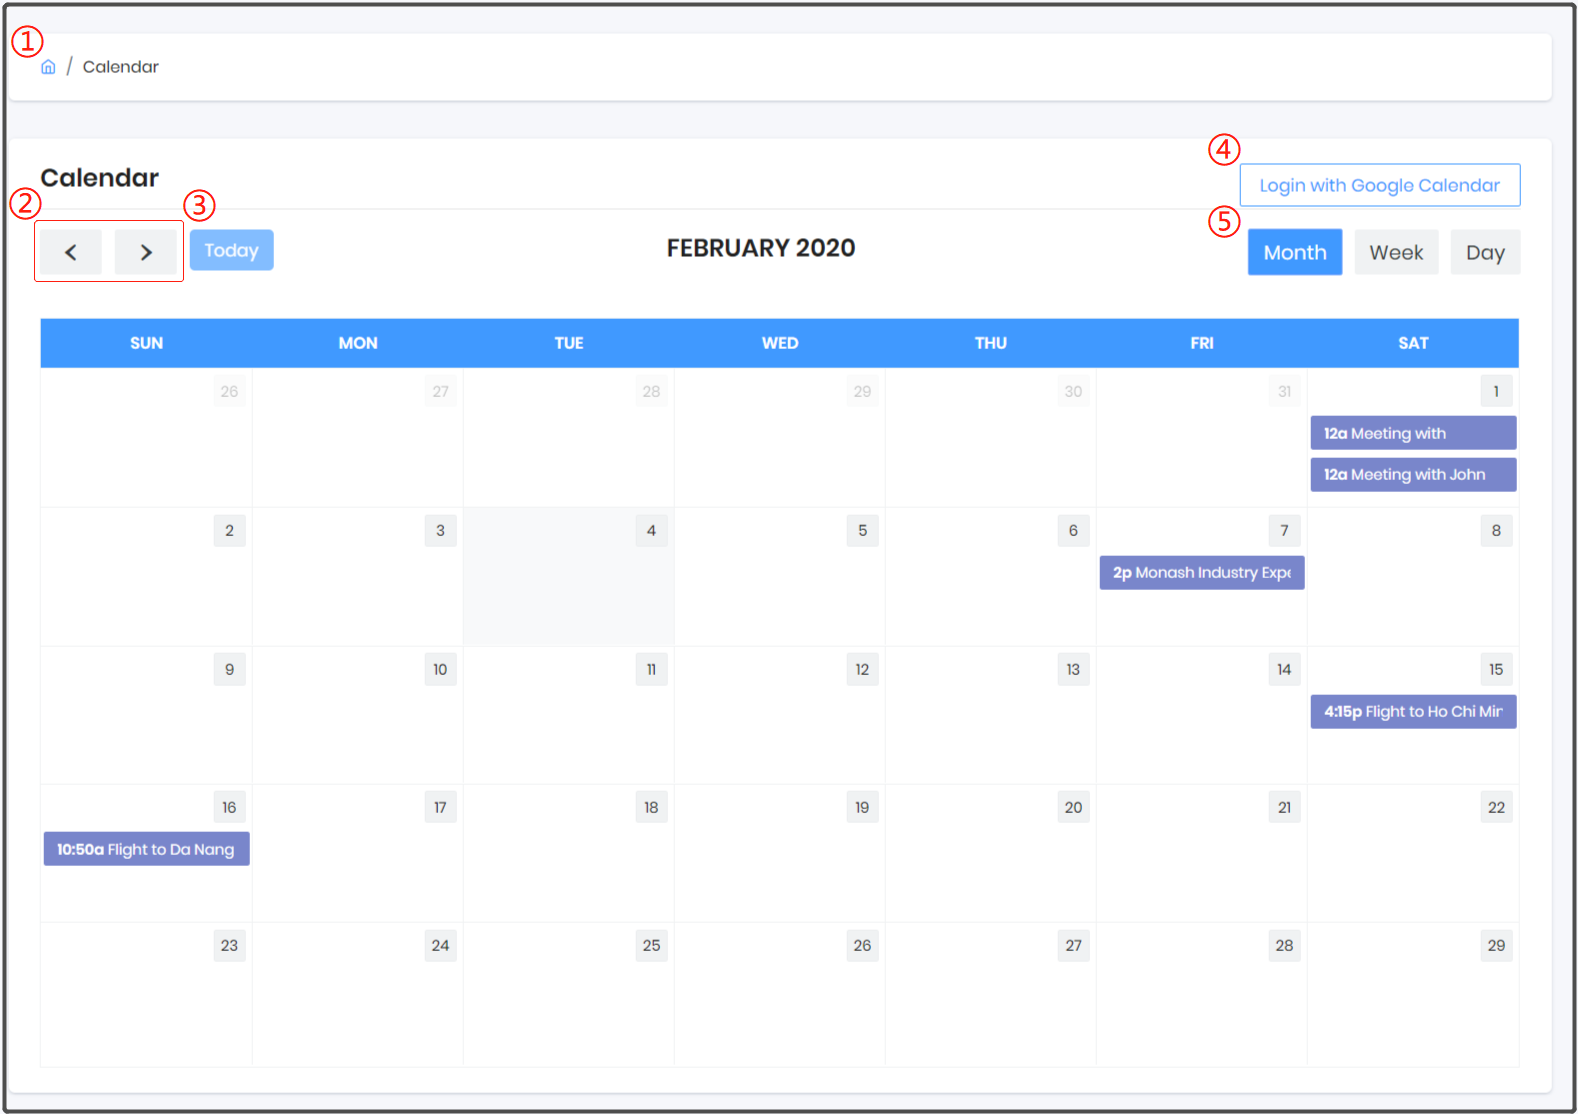 ①
/ Calendar
Calendar
④
Login with Google Calendar
②
③
⑤
< > Today
FEBRUARY 2020
Month Week Day
SUN MON TUE WED THU FRI SAT
26 27 28 29 30 31 1
12a Meeting with
12a Meeting with John
2 3 4 5 6 7 8
2p Monash Industry Expe
9 10 11 12 13 14 15
4:15p Flight to Ho Chi Mir
16 17 18 19 20 21 22
10:50a Flight to Da Nang
23 24 25 26 27 28 29